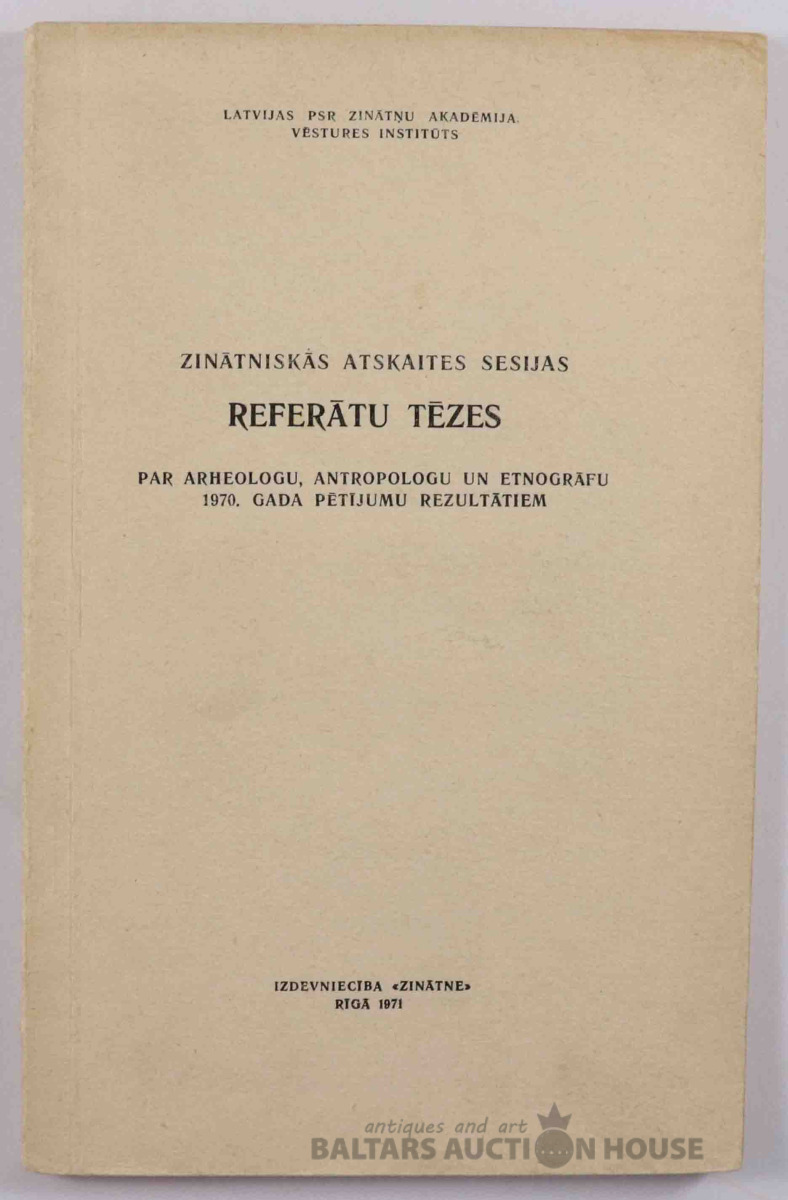 LATVIJAS PSR ZINĀTŅU AKADĒMIJA.
VĒSTURES INSTITŪTS
ZINĀTNISKĀS ATSKAITES SESIJAS
REFERĀTU TĒZES
PAR ARHEOLOGU, ANTROPOLOGU UN ETNOGRĀFU
1970. GADA PĒTĪJUMU REZULTĀTIEM
IZDEVNIECĪBA «ZINĀTNE»
RĪGĀ 1971
antiques and art
BALTARS AUCTION HOUSE